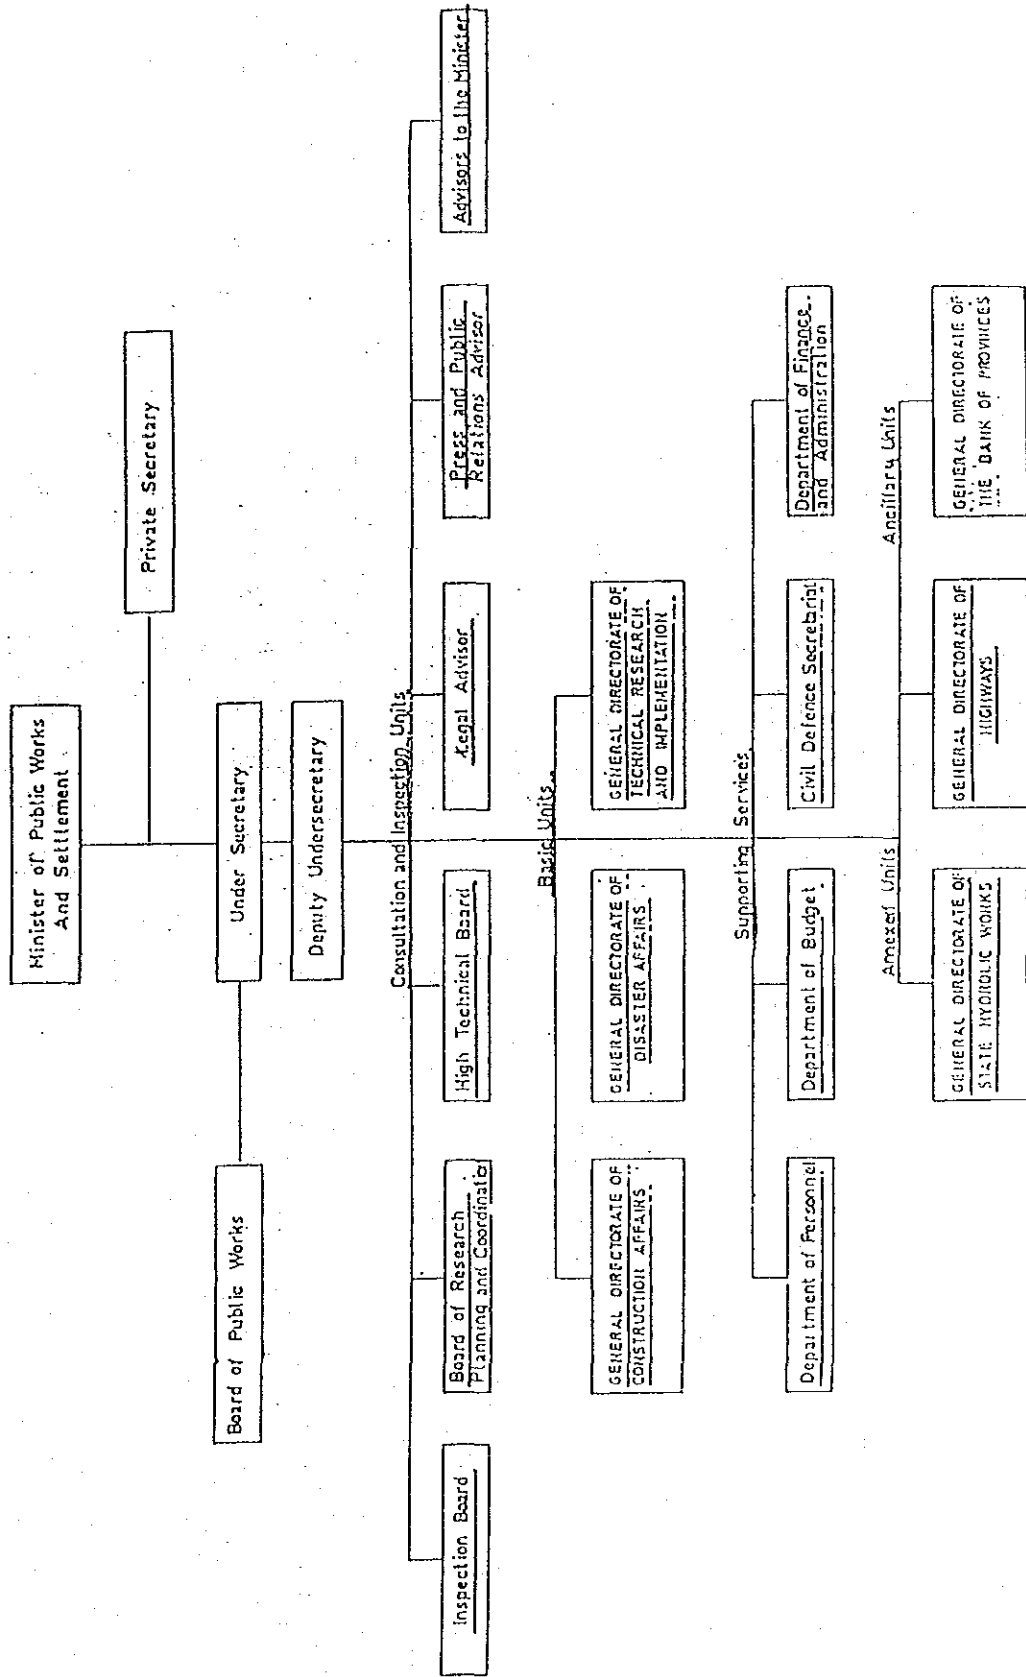 Minister of Public Works
And Settlement
Private Secretary
Board of Public Works
Under Secretary
Deputy Undersecretary
Consultation and Inspection Units
Inspection Board
Board of Research
Planning and Coordinatio
High Technical Board
Legal Advisor
Press and Public
Relations Advisor
Advisors to the Minister
Basic Units
GENERAL DIRECTORATE OF
CONSTRUCTION AFFAIRS
GENERAL DIRECTORATE OF
DISASTER AFFAIRS
GENERAL DIRECTORATE OF
TECHNICAL RESEARCH
AND IMPLEMENTATION
Supporting Services
Department of Personnel
Department of Budget
Civil Defence Secretariat
Department of Finance
and Administration
Annexed Units
Ancillary Units
GENERAL DIRECTORATE OF
STATE HYDROLIC WORKS
GENERAL DIRECTORATE OF
HIGHWAYS
GENERAL DIRECTORATE OF
THE BANK OF PROVINCES